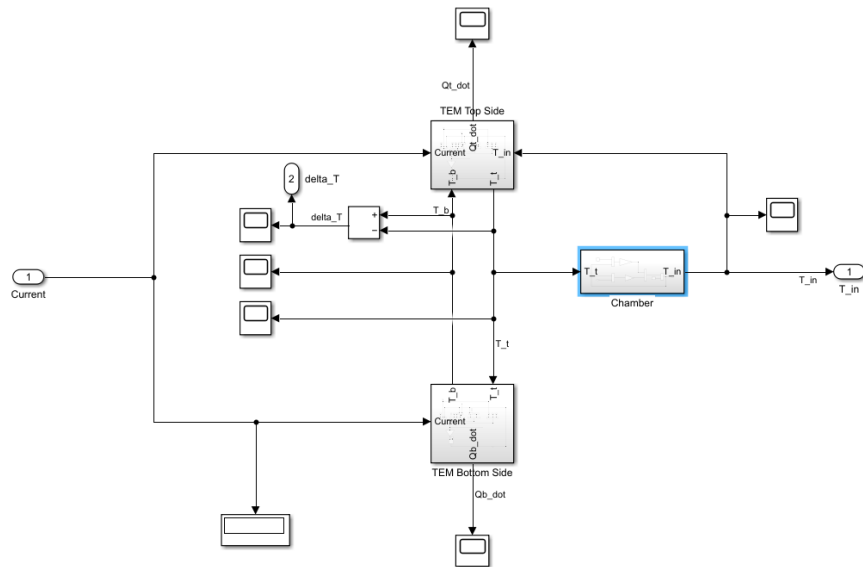 Qt_dot
TEM Top Side
Qt_dot
Current
T_in
T_b
T_t
2
delta_T
delta_T
T_b
+
−
1
Current
T_t
T_in
Chamber
T_in
1
T_in
T_t
T_b
T_t
Current
Qb_dot
TEM Bottom Side
Qb_dot